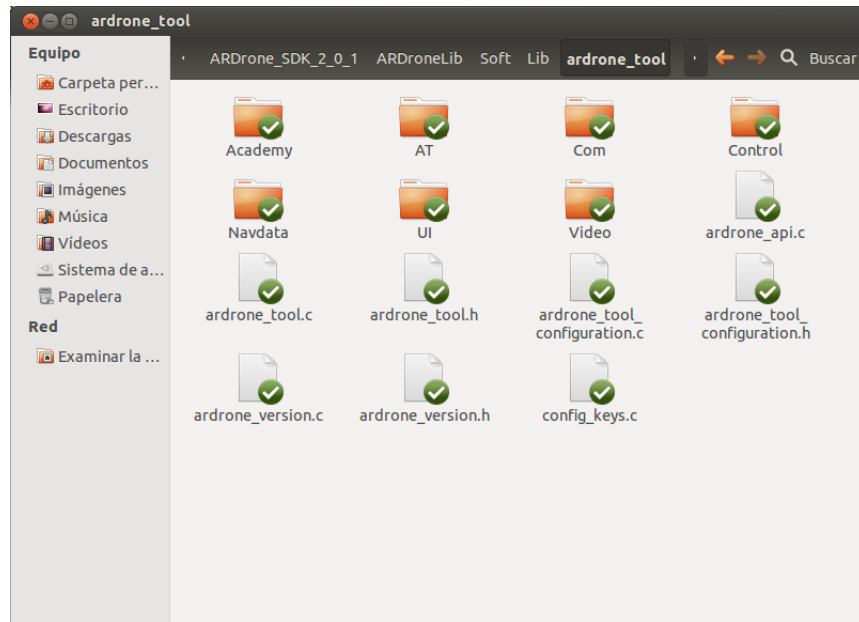 ardrone_tool
Equipo
Carpeta per...
Escritorio
Descargas
Documentos
Imágenes
Música
Vídeos
Sistema de a...
Papelera
Red
Examinar la ...
ARDrone_SDK_2_0_1 ARDroneLib Soft Lib ardrone_tool Buscar
Academy AT Com Control
Navdata UI Video ardrone_api.c
ardrone_tool.c ardrone_tool.h ardrone_tool_ ardrone_tool_
configuration.c configuration.h
ardrone_version.c ardrone_version.h config_keys.c